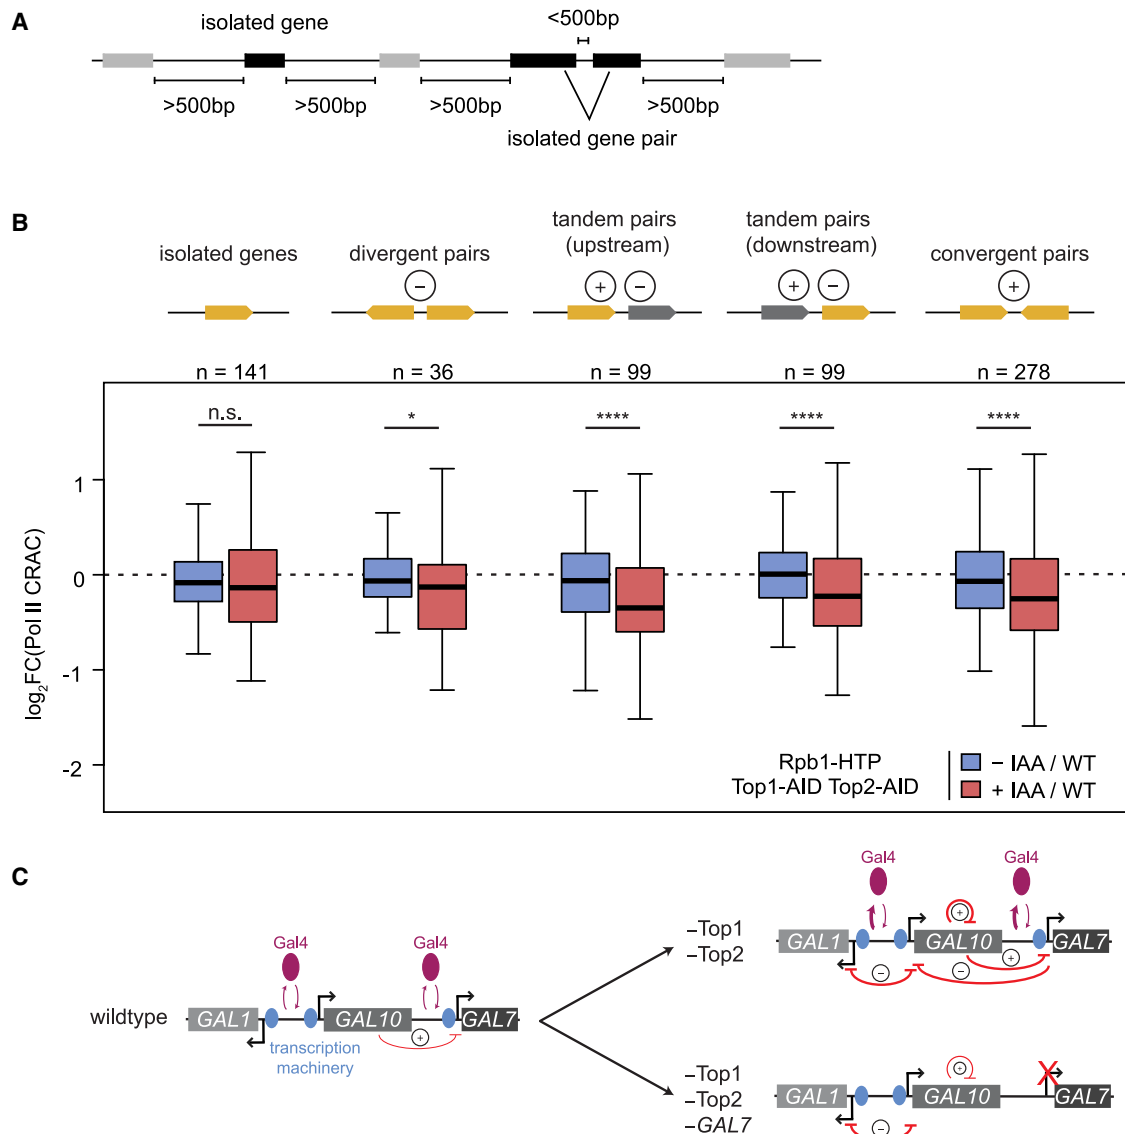 A
isolated gene
<500bp
>500bp
>500bp
>500bp
>500bp
isolated gene pair
B
isolated genes
divergent pairs
tandem pairs
(upstream)
tandem pairs
(downstream)
convergent pairs
−
+ −
+ −
+
n = 141
n = 36
n = 99
n = 99
n = 278
n.s.
*
****
****
****
1
0
-1
-2
log2FC(Pol II CRAC)
Rpb1-HTP
Top1-AID Top2-AID
− IAA / WT
+ IAA / WT
C
wildtype
Gal4
Gal4
GAL1
GAL10
GAL7
+
transcription
machinery
−Top1
−Top2
Gal4
Gal4
+
GAL1
GAL10
GAL7
−
−
+
−Top1
−Top2
−GAL7
+
X
GAL1
GAL10
GAL7
−